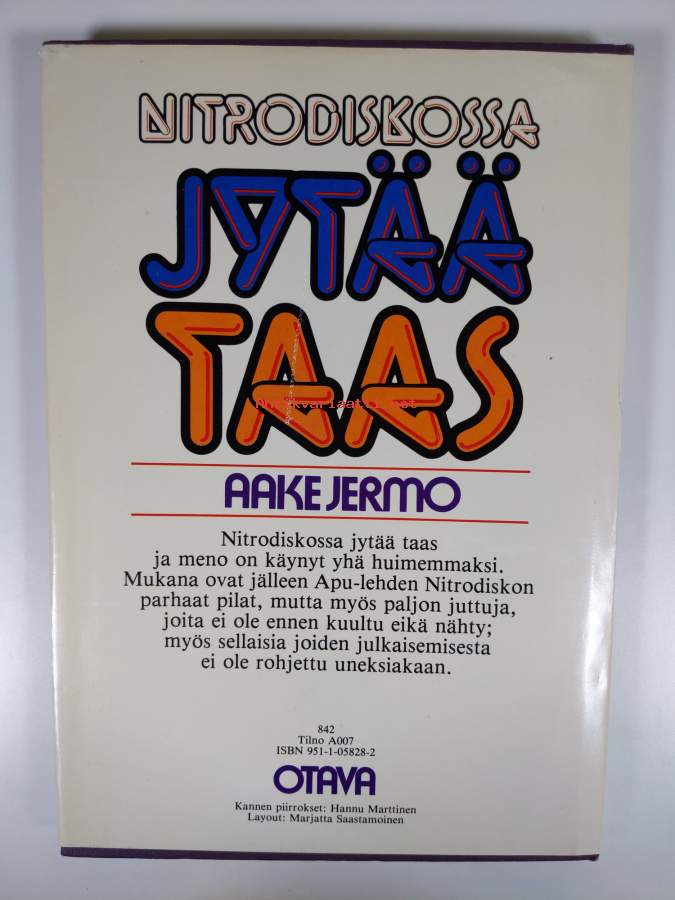 NITRODISKOSSA
JYTÄÄ
TAAS
Antikvariaatti.net
AAKE JERMO
Nitrodiskossa jytää taas
ja meno on käynyt yhä huimemmaksi.
Mukana ovat jälleen Apu-lehden Nitrodiskon
parhaat pilat, mutta myös paljon juttuja,
joita ei ole ennen kuultu eikä nähty;
myös sellaisia joiden julkaisemisesta
ei ole rohjettu uneksiakaan.
842
Tilno A007
ISBN 951-1-05828-2
OTAVA
Kannen piirrokset: Hannu Marttinen
Layout: Marjatta Saastamoinen